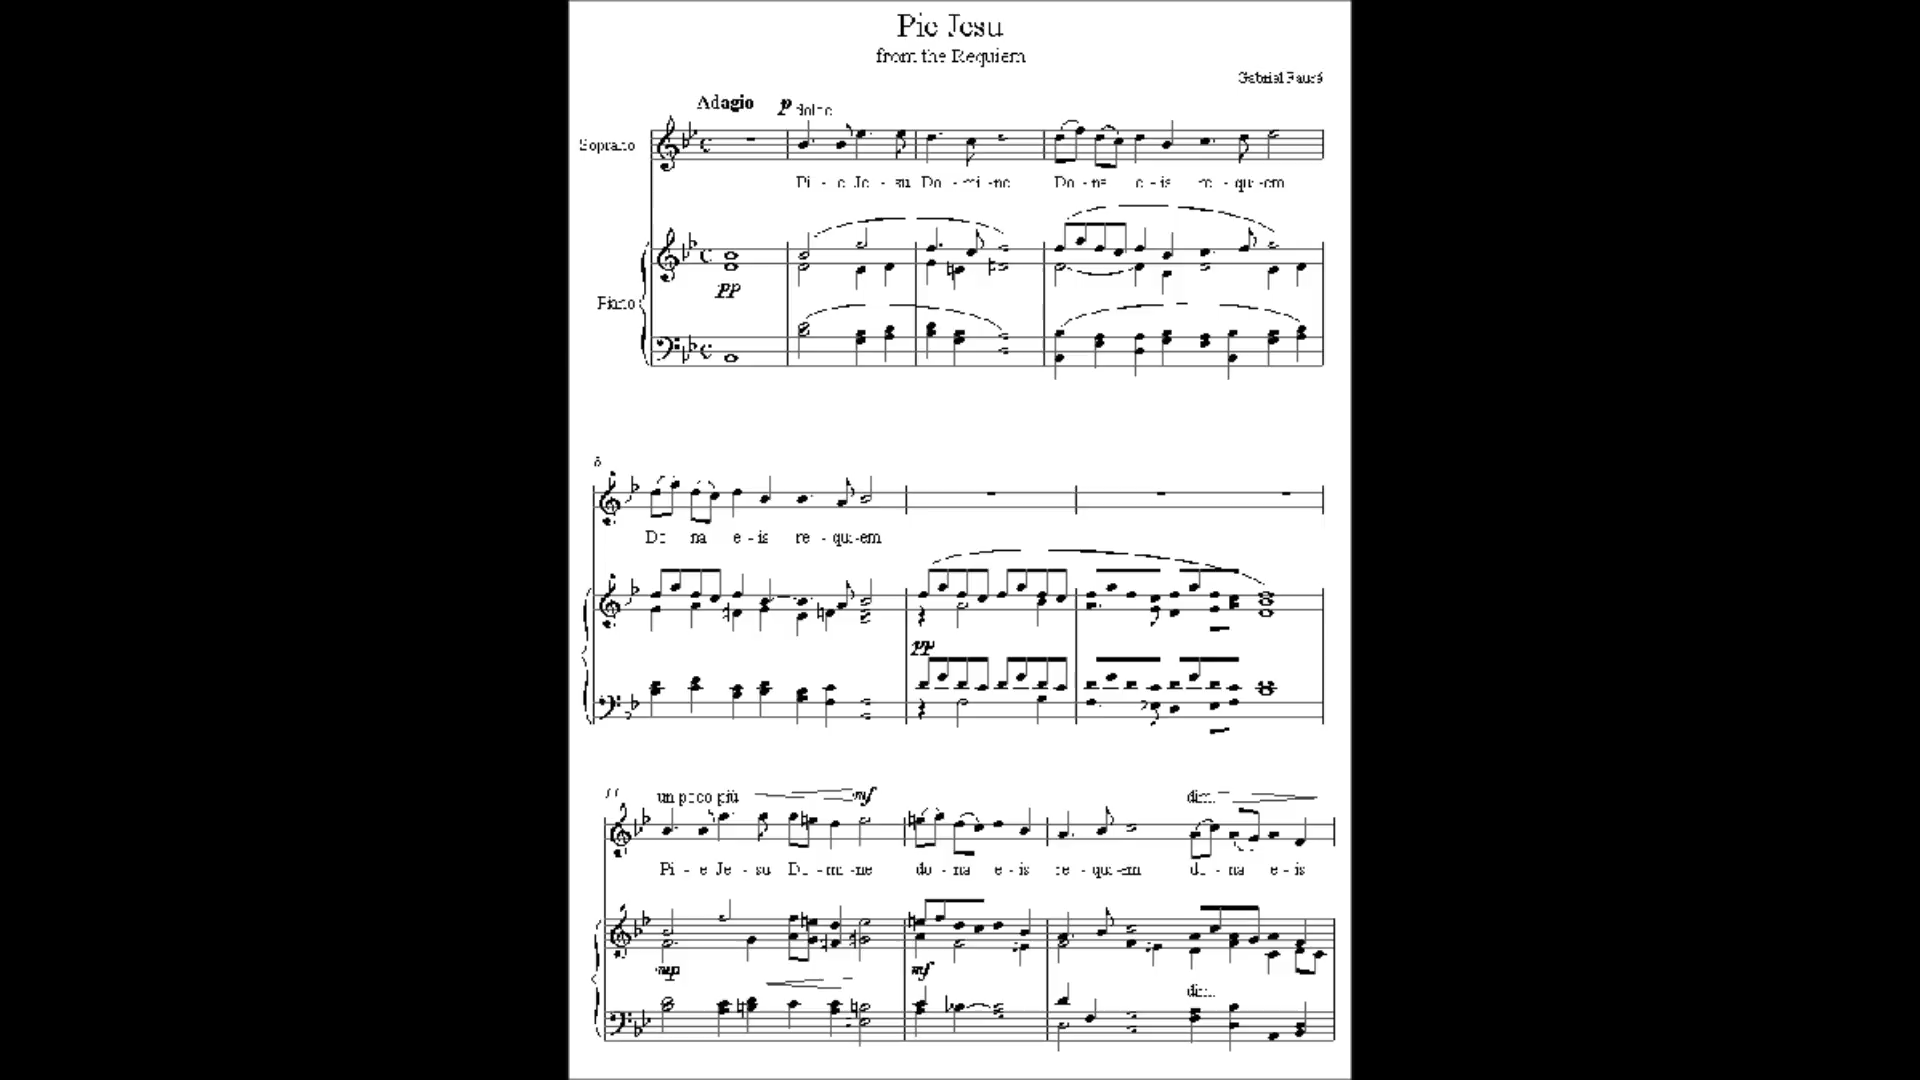 Pie Jesu
from the Requiem
Gabriel Fauré
Adagio p dolce
Soprano
Pi - e Je - su Do - mi - ne Do - na e - is re - qui - em
Piano
pp
6
Do na e - is re - qui - em
pp
11
un poco più mf dim.
Pi - e Je - su Do - mi - ne do - na e - is re - qui - em do - na e - is
mp mf
dim.